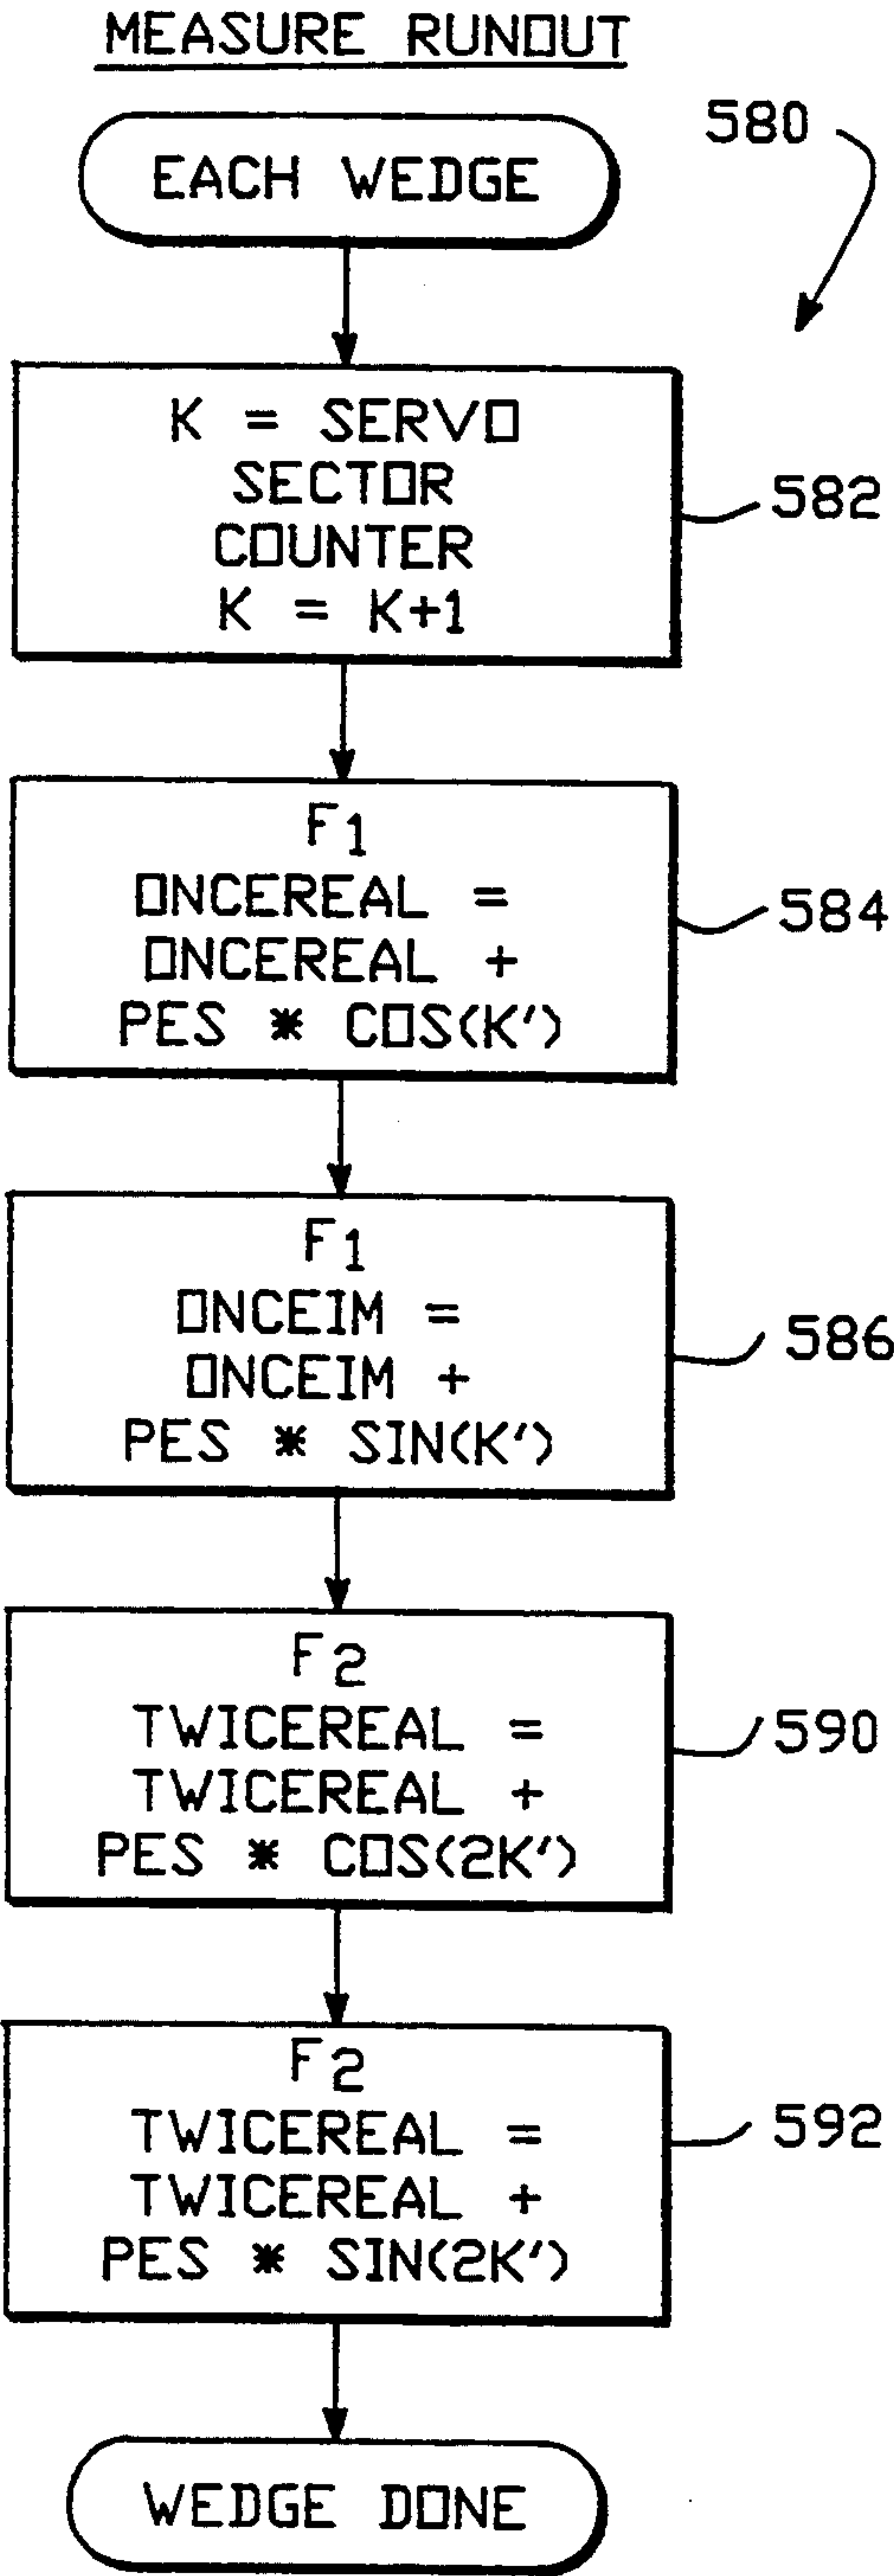 MEASURE RUNOUT
580
EACH WEDGE
K = SERVO
SECTOR
COUNTER
K = K+1
582
F1
ONCEREAL =
ONCEREAL +
PES * COS(K')
584
F1
ONCEIM =
ONCEIM +
PES * SIN(K')
586
F2
TWICEREAL =
TWICEREAL +
PES * COS(2K')
590
F2
TWICEREAL =
TWICEREAL +
PES * SIN(2K')
592
WEDGE DONE